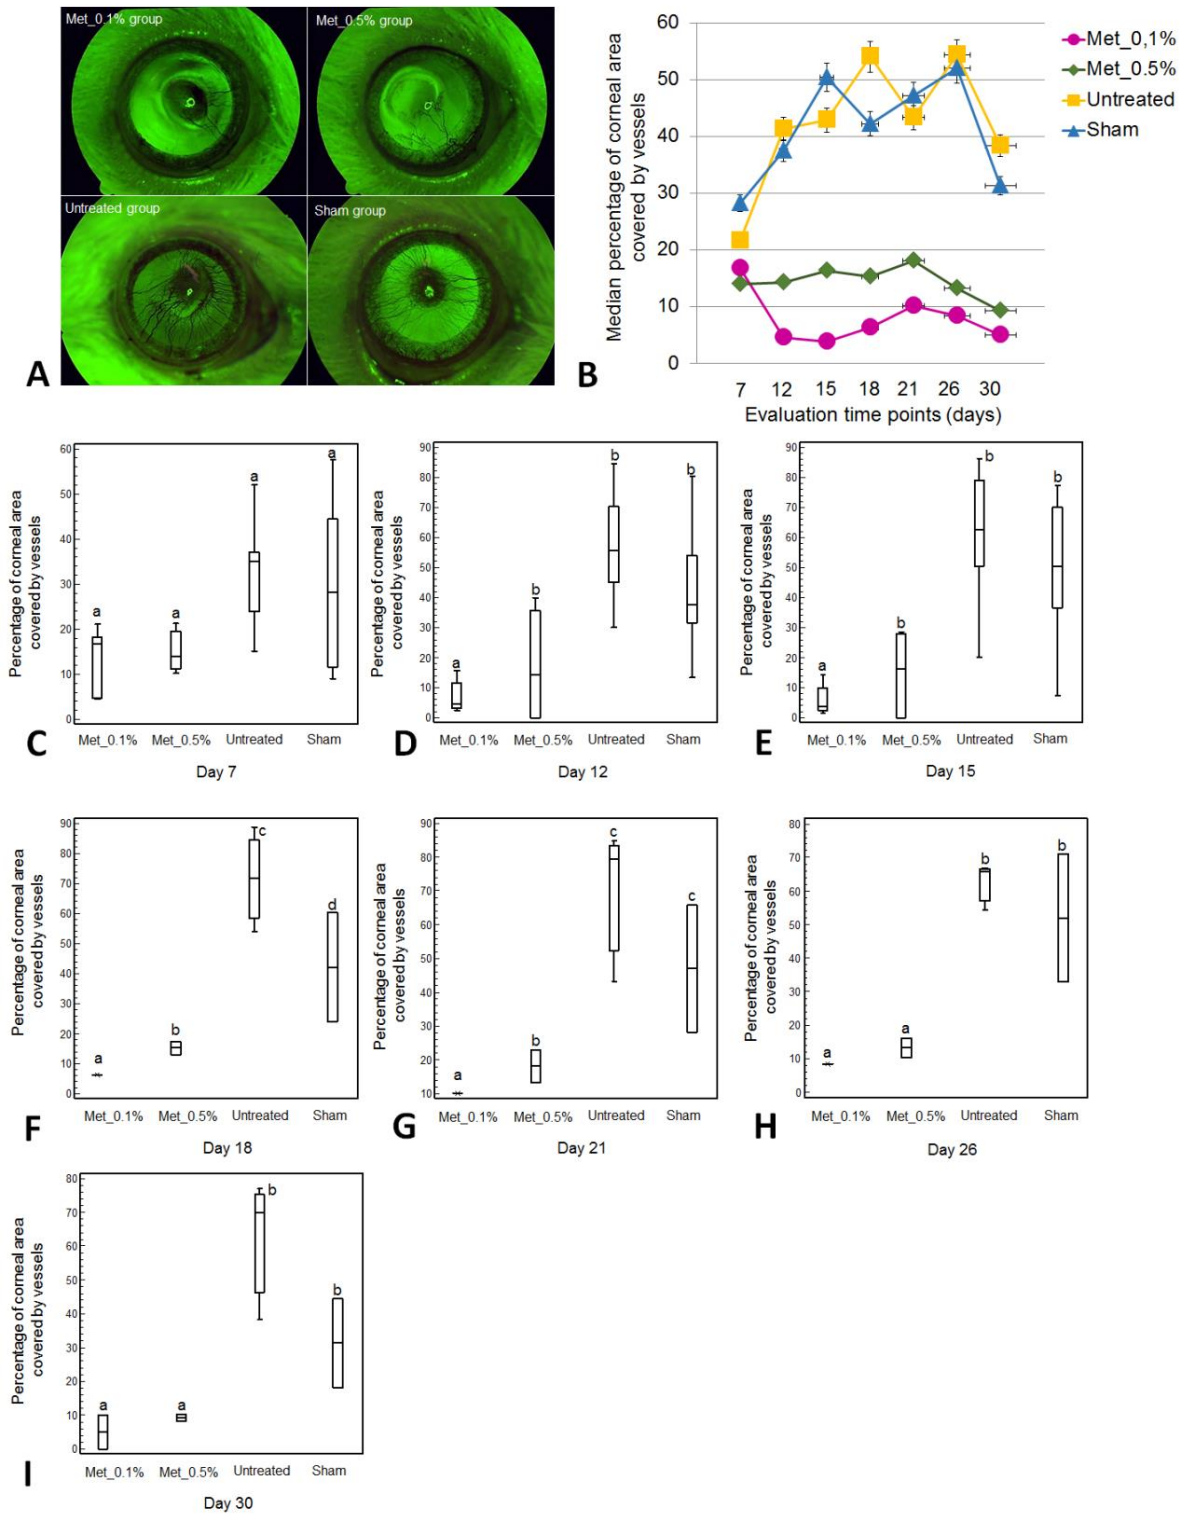 Met_0.1% group
Met_0.5% group
Untreated group
Sham group
A
Median percentage of corneal area
covered by vessels
60
50
40
30
20
10
0
7 12 15 18 21 26 30
Evaluation time points (days)
Met_0,1%
Met_0.5%
Untreated
Sham
B
Percentage of corneal area
covered by vessels
60
50
40
30
20
10
0
a a a a
Met_0.1% Met_0.5% Untreated Sham
Day 7
C
Percentage of corneal area
covered by vessels
90
80
70
60
50
40
30
20
10
0
a b b b
Met_0.1% Met_0.5% Untreated Sham
Day 12
D
Percentage of corneal area
covered by vessels
90
80
70
60
50
40
30
20
10
0
a b b b
Met_0.1% Met_0.5% Untreated Sham
Day 15
E
Percentage of corneal area
covered by vessels
90
80
70
60
50
40
30
20
10
0
a b c d
Met_0.1% Met_0.5% Untreated Sham
Day 18
F
Percentage of corneal area
covered by vessels
90
80
70
60
50
40
30
20
10
a b c c
Met_0.1% Met_0.5% Untreated Sham
Day 21
G
Percentage of corneal area
covered by vessels
80
70
60
50
40
30
20
10
0
a a b b
Met_0.1% Met_0.5% Untreated Sham
Day 26
H
Percentage of corneal area
covered by vessels
80
70
60
50
40
30
20
10
0
a a b b
Met_0.1% Met_0.5% Untreated Sham
Day 30
I